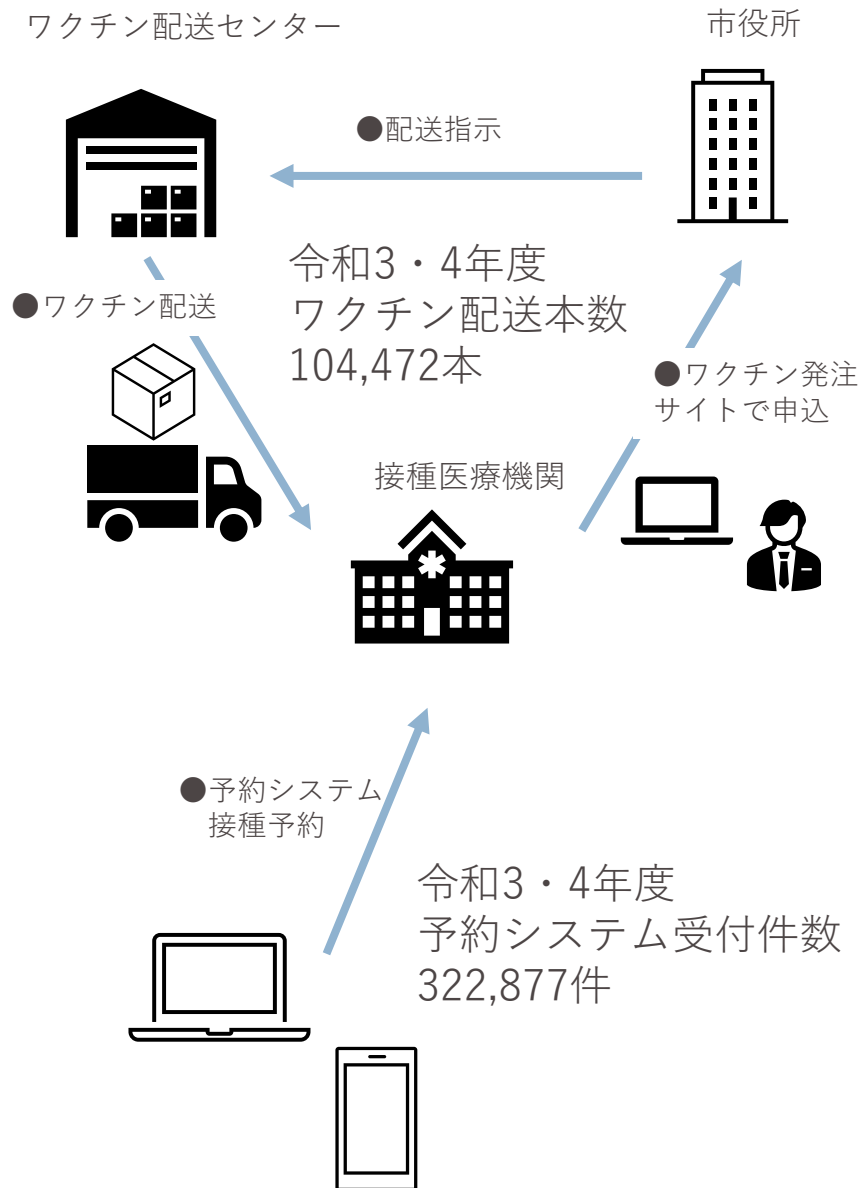 ワクチン配送センター
市役所
●配送指示
令和3・4年度
ワクチン配送本数
104,472本
●ワクチン配送
●ワクチン発注
サイトで申込
接種医療機関
●予約システム
接種予約
令和3・4年度
予約システム受付件数
322,877件